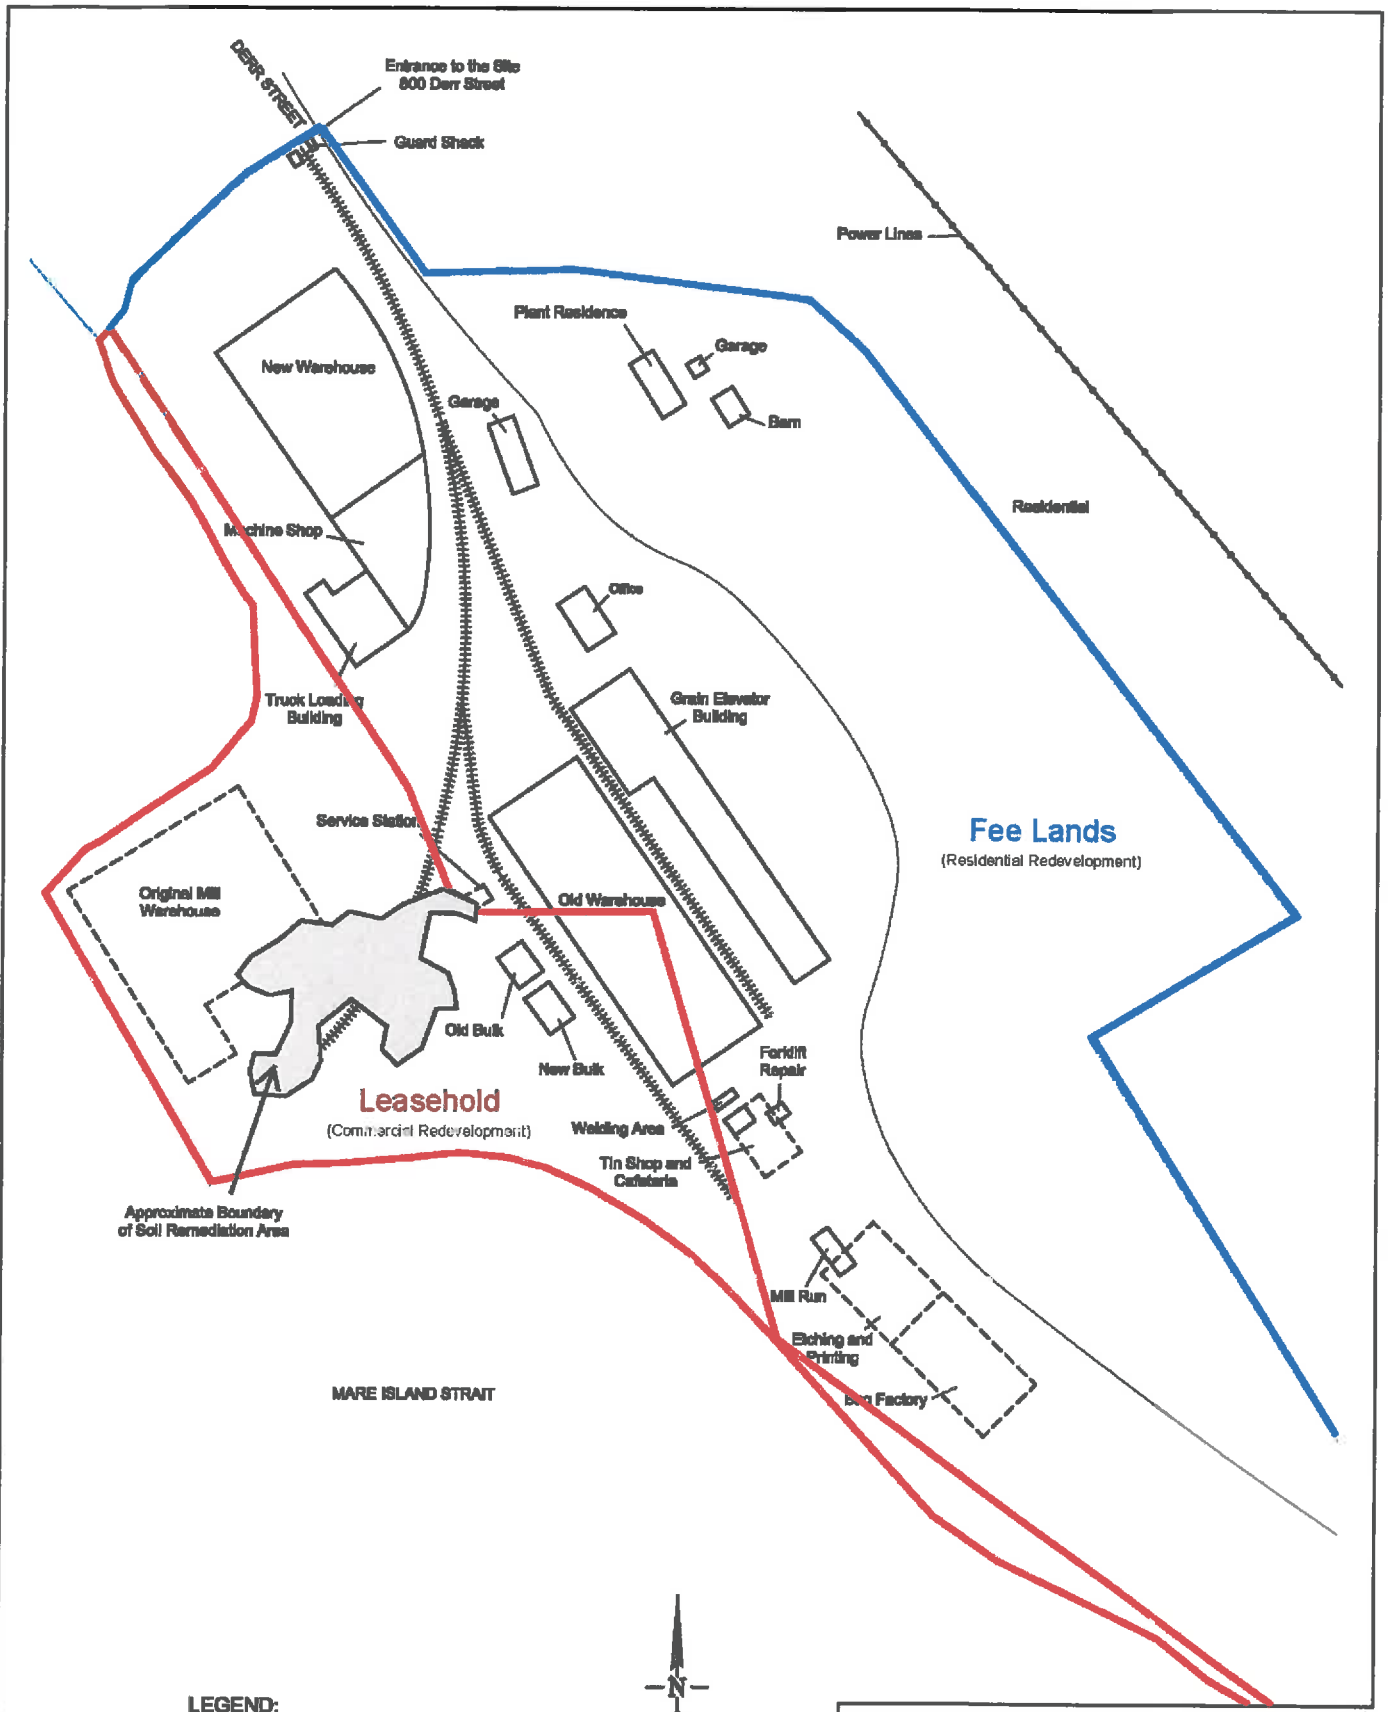 DERR STREET
Entrance to the Site
800 Derr Street
Guard Shack
Power Lines
Plant Residence
Garage
Barn
New Warehouse
Garage
Residential
Machine Shop
Office
Truck Loading
Building
Grain Elevator
Building
Service Station
Fee Lands
(Residential Redevelopment)
Original Mill
Warehouse
Old Warehouse
Old Bulk
New Bulk
Forklift
Repair
Leasehold
(Commercial Redevelopment)
Welding Area
Tin Shop and
Cafeteria
Approximate Boundary
of Soil Remediation Area
Mill Run
Etching and
Printing
Bag Factory
MARE ISLAND STRAIT
N
LEGEND: